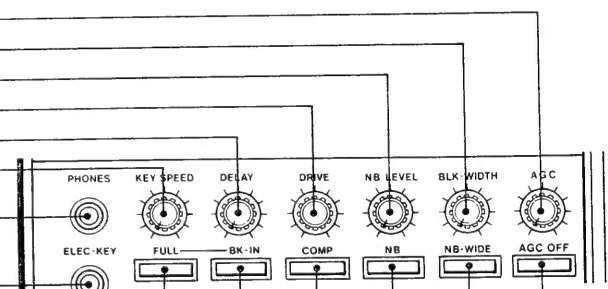 PHONES KEY SPEED DELAY DRIVE NB LEVEL BLK-WIDTH AGC
ELEC-KEY FULL BK-IN COMP NB NB-WIDE AGC OFF